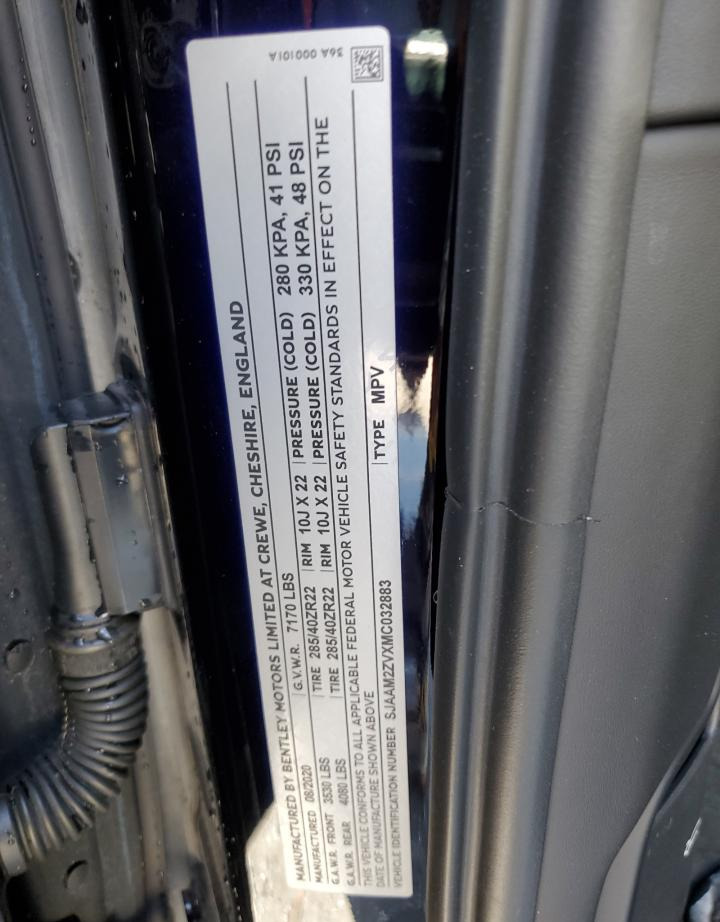 36A 000101A
MANUFACTURED BY BENTLEY MOTORS LIMITED AT CREWE, CHESHIRE, ENGLAND
MANUFACTURED 08/2020 G.V.W.R. 7170 LBS
G.A.W.R. FRONT 3530 LBS TIRE 285/40ZR22 RIM 10J X 22 PRESSURE (COLD) 280 KPA, 41 PSI
G.A.W.R. REAR 4080 LBS TIRE 285/40ZR22 RIM 10J X 22 PRESSURE (COLD) 330 KPA, 48 PSI
THIS VEHICLE CONFORMS TO ALL APPLICABLE FEDERAL MOTOR VEHICLE SAFETY STANDARDS IN EFFECT ON THE
DATE OF MANUFACTURE SHOWN ABOVE
VEHICLE IDENTIFICATION NUMBER SJAAM2ZVXMC032883 TYPE MPV